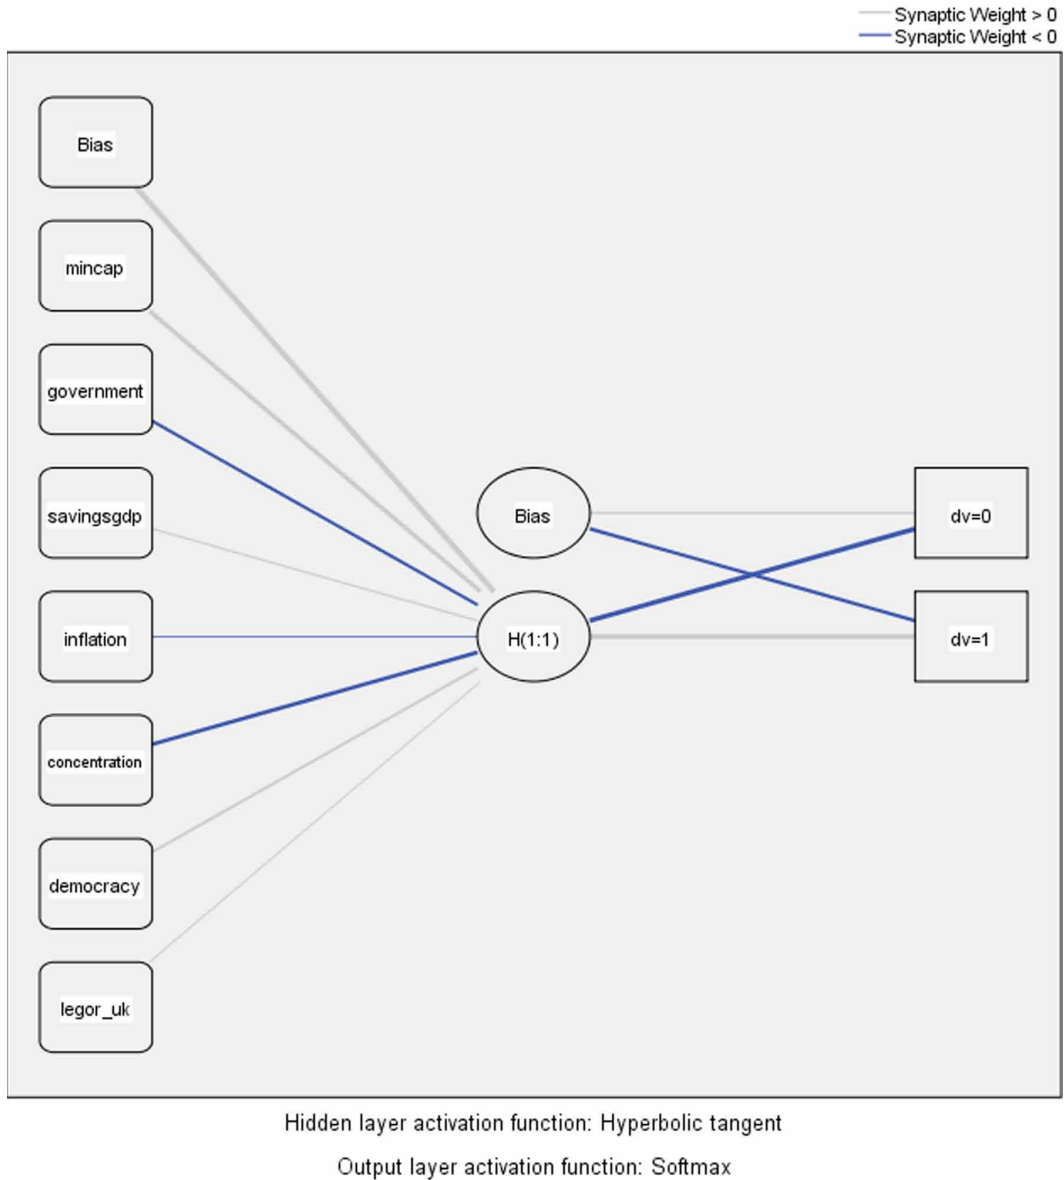 Synaptic Weight > 0
Synaptic Weight < 0
Bias
mincap
government
savingsgdp
inflation
concentration
democracy
legor_uk
Bias
H(1:1)
dv=0
dv=1
Hidden layer activation function: Hyperbolic tangent
Output layer activation function: Softmax